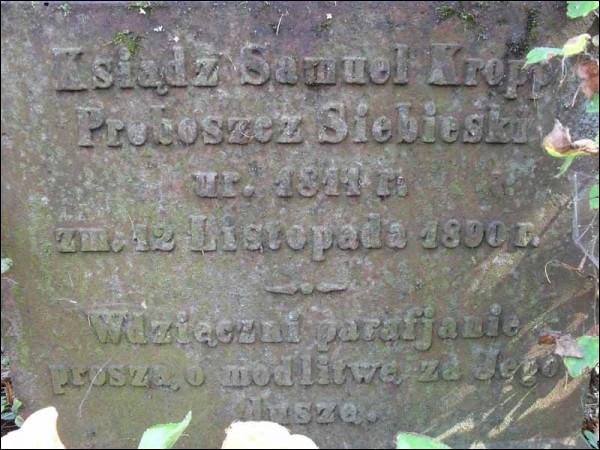 Ksiądz Samuel Kropp
Proboszcz Siebieski
ur. 1811 r.
zm. 12 Listopada 1890 r.
Wdzięczni parafjanie
proszą o modlitwę za Jego
duszę.